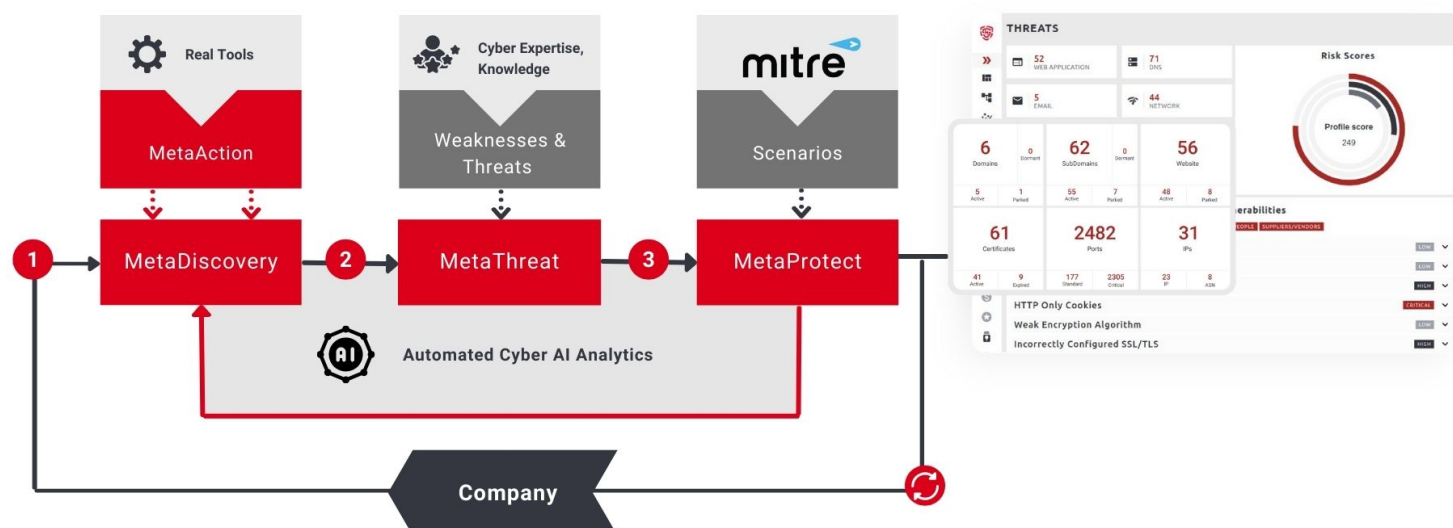 Real Tools
MetaAction
Cyber Expertise,
Knowledge
Weaknesses &
Threats
mitre
Scenarios
1
MetaDiscovery
2
MetaThreat
3
MetaProtect
AI
Automated Cyber AI Analytics
Company
THREATS
52
WEB APPLICATION
71
DNS
5
EMAIL
44
NETWORK
Risk Scores
Profile score
249
6
Domains
0
Dormant
62
SubDomains
0
Dormant
56
Website
5
Active
1
Parked
55
Active
7
Parked
48
Active
8
Parked
61
Certificates
2482
Ports
31
IPs
41
Active
9
Expired
177
Standard
2305
Critical
23
IP
8
ASN
nerabilities
EOPLE SUPPLIERS/VENDORS
LOW
LOW
HIGH
HTTP Only Cookies CRITICAL
Weak Encryption Algorithm LOW
Incorrectly Configured SSL/TLS HIGH